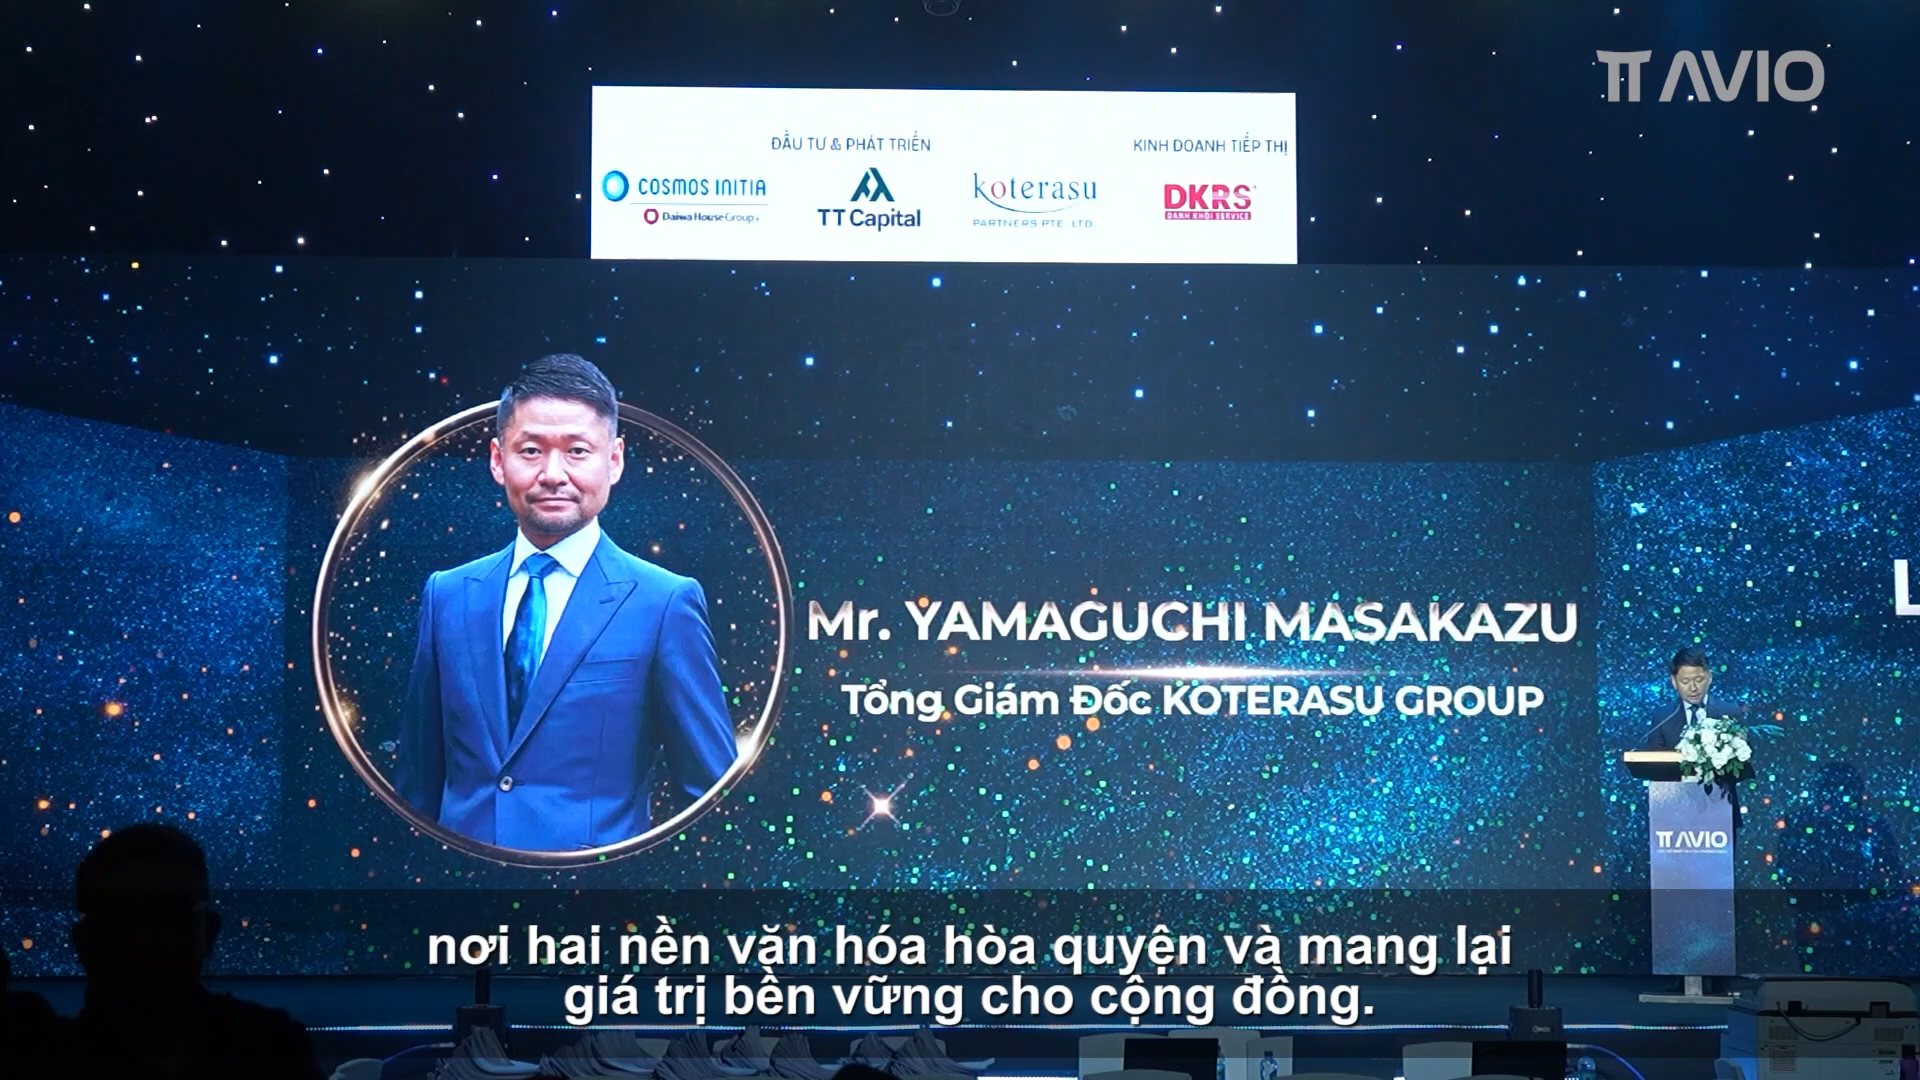 TT AVIO
ĐẦU TƯ & PHÁT TRIỂN
KINH DOANH TIẾP THỊ
COSMOS INITIA
Daiwa House Group
TT Capital
koterasu
PARTNERS PTE. LTD.
DKRS
DANH KHOI SERVICE
Mr. YAMAGUCHI MASAKAZU
Tổng Giám Đốc KOTERASU GROUP
L
TT AVIO
nơi hai nền văn hóa hòa quyện và mang lại
giá trị bền vững cho cộng đồng.